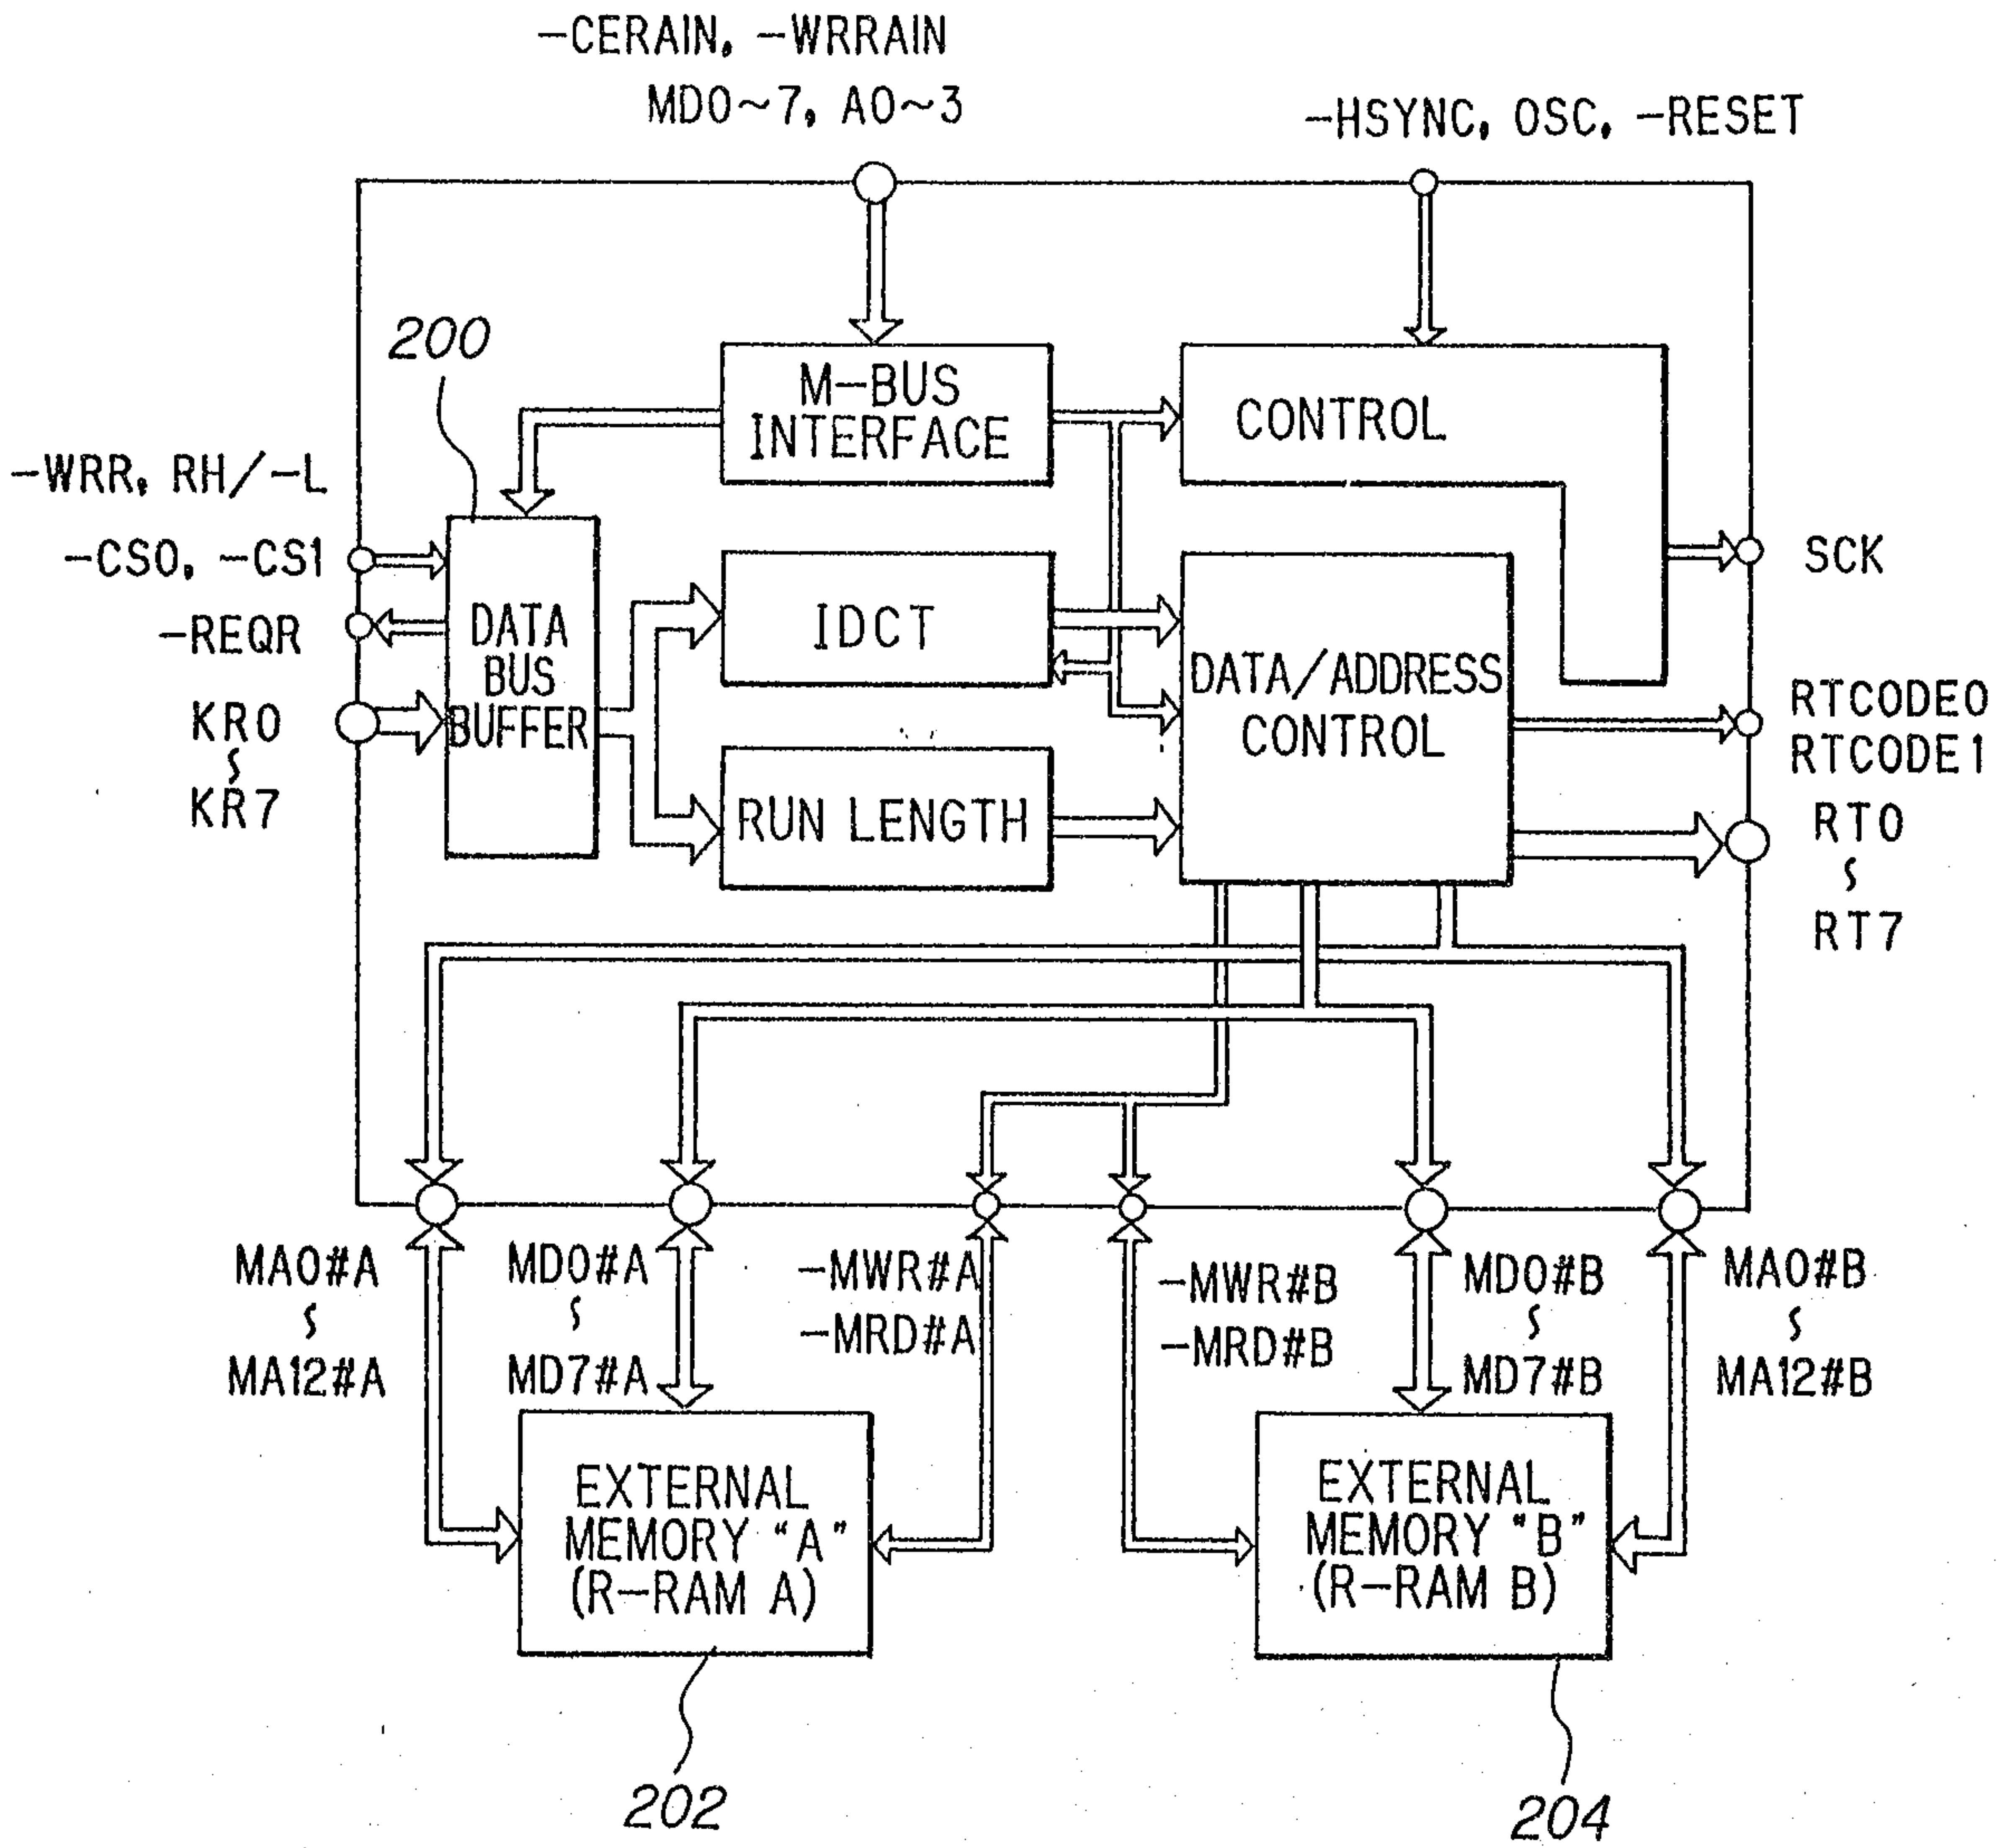 -CERAIN, -WRRAIN
MD0~7, A0~3
-HSYNC, OSC, -RESET
200
M-BUS
INTERFACE
CONTROL
-WRR, RH/-L
-CS0, -CS1
-REQR
KR0
~
KR7
DATA
BUS
BUFFER
IDCT
RUN LENGTH
DATA/ADDRESS
CONTROL
SCK
RTCODE0
RTCODE1
RT0
~
RT7
MA0#A
~
MA12#A
MD0#A
~
MD7#A
-MWR#A
-MRD#A
-MWR#B
-MRD#B
MD0#B
~
MD7#B
MA0#B
~
MA12#B
EXTERNAL
MEMORY "A"
(R-RAM A)
EXTERNAL
MEMORY "B"
(R-RAM B)
202
204